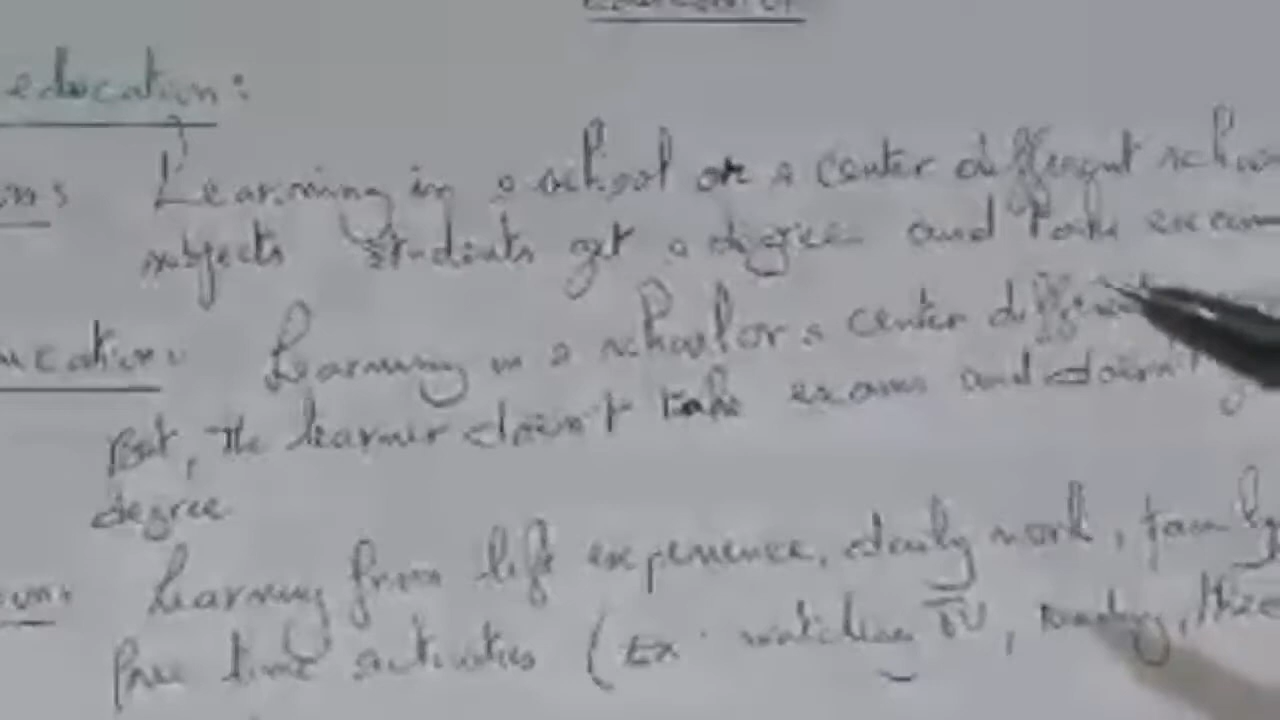 education:
Learning in a school or a center different
subjects students get a degree and take exam
ucation: Learning in a school or a center different
But, the learner doesn't take exams and doesn't g
degree
Learning from life experience, daily work, family
free time activities (Ex: watching TV, reading,